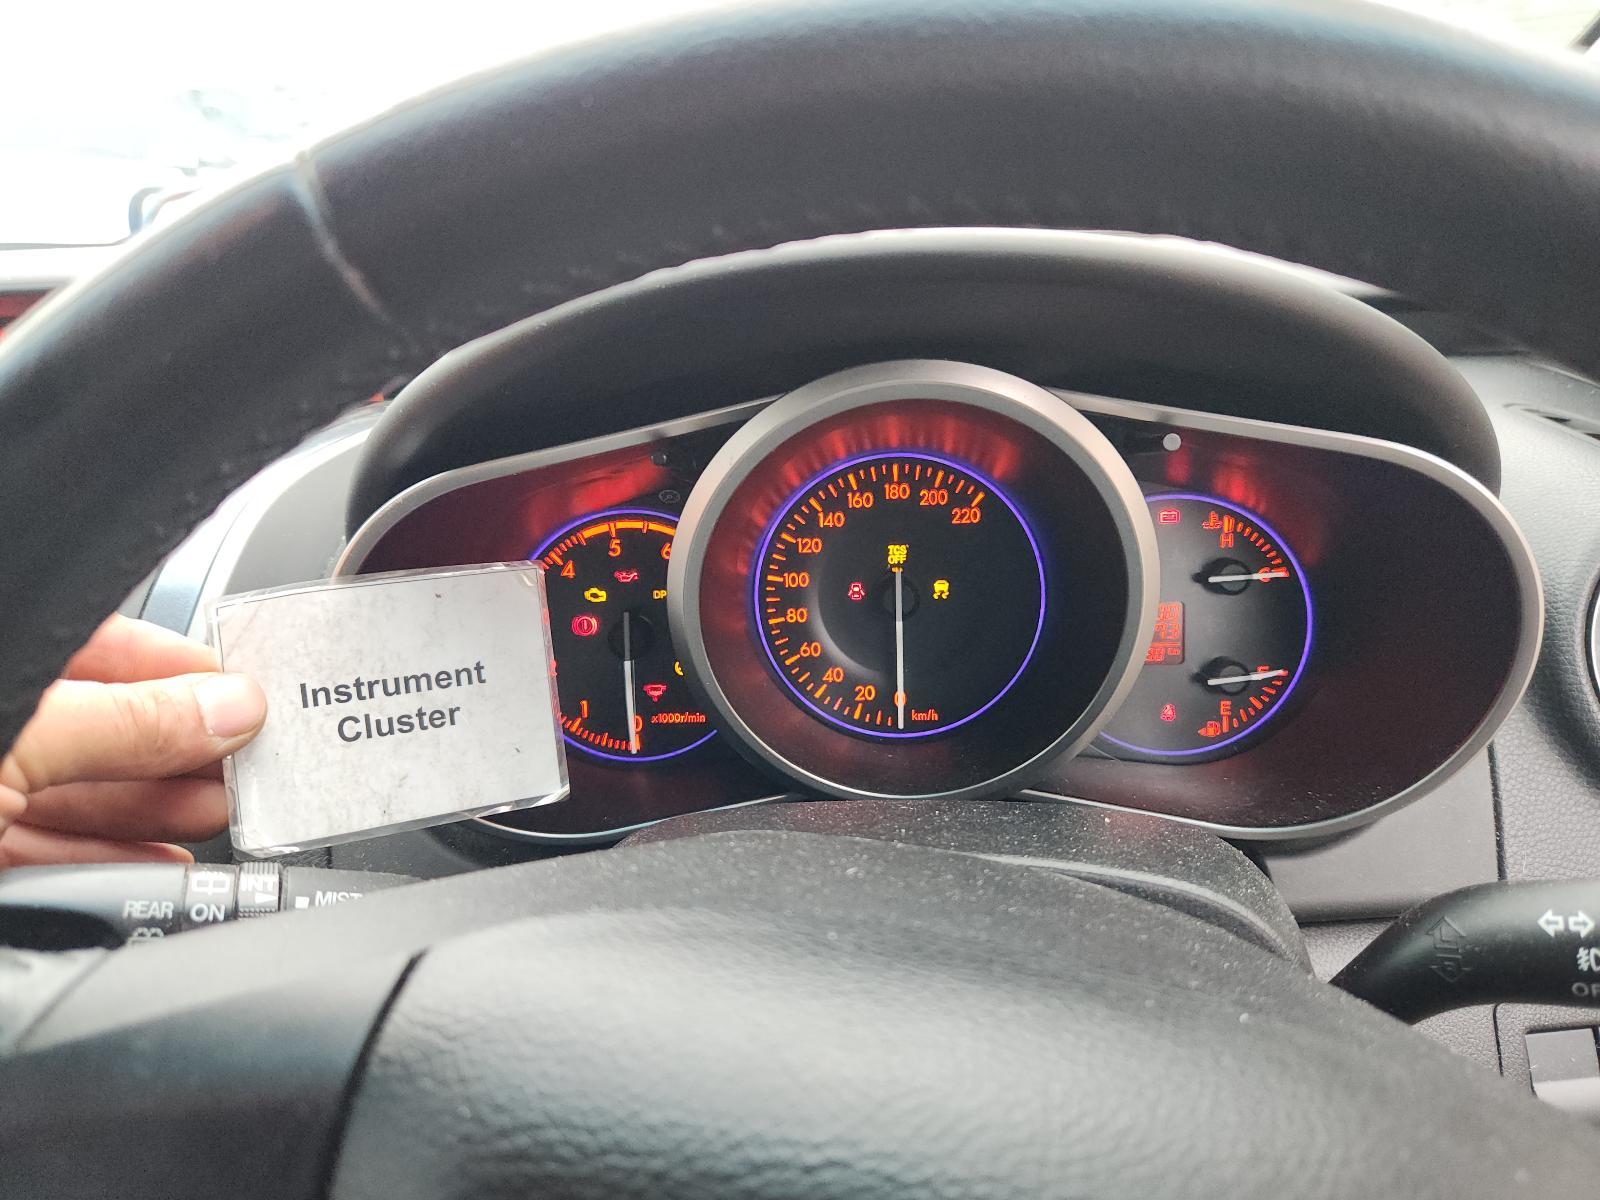 Instrument
Cluster
4
5
6
DP
1
0
x1000r/min
220
200
180
160
140
120
100
80
60
40
20
0
km/h
TCS
OFF
H
C
F
E
REAR
ON
INT
MIST